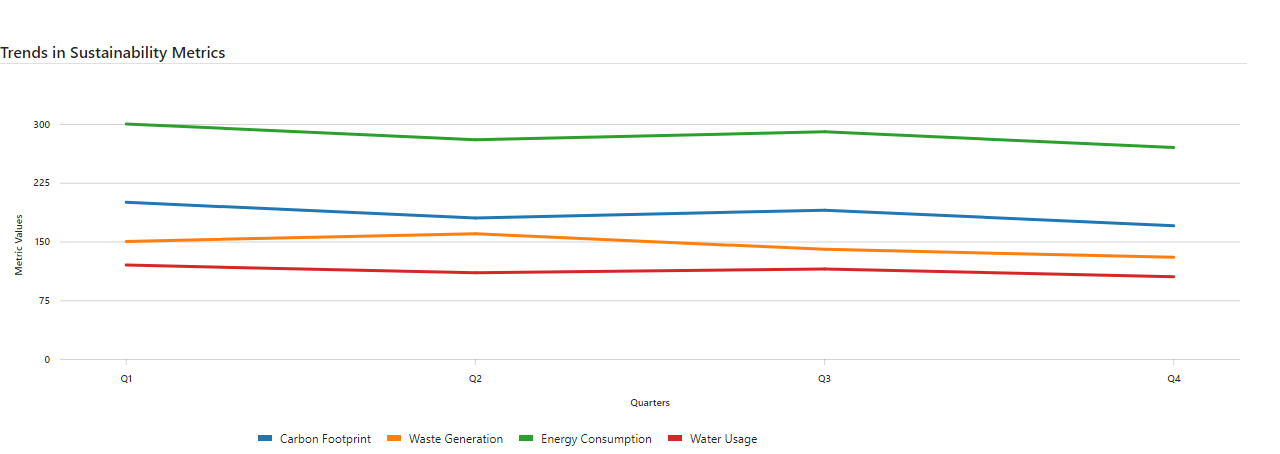 Trends in Sustainability Metrics
300
225
150
75
0
Metric Values
Q1 Q2 Q3 Q4
Quarters
Carbon Footprint Waste Generation Energy Consumption Water Usage